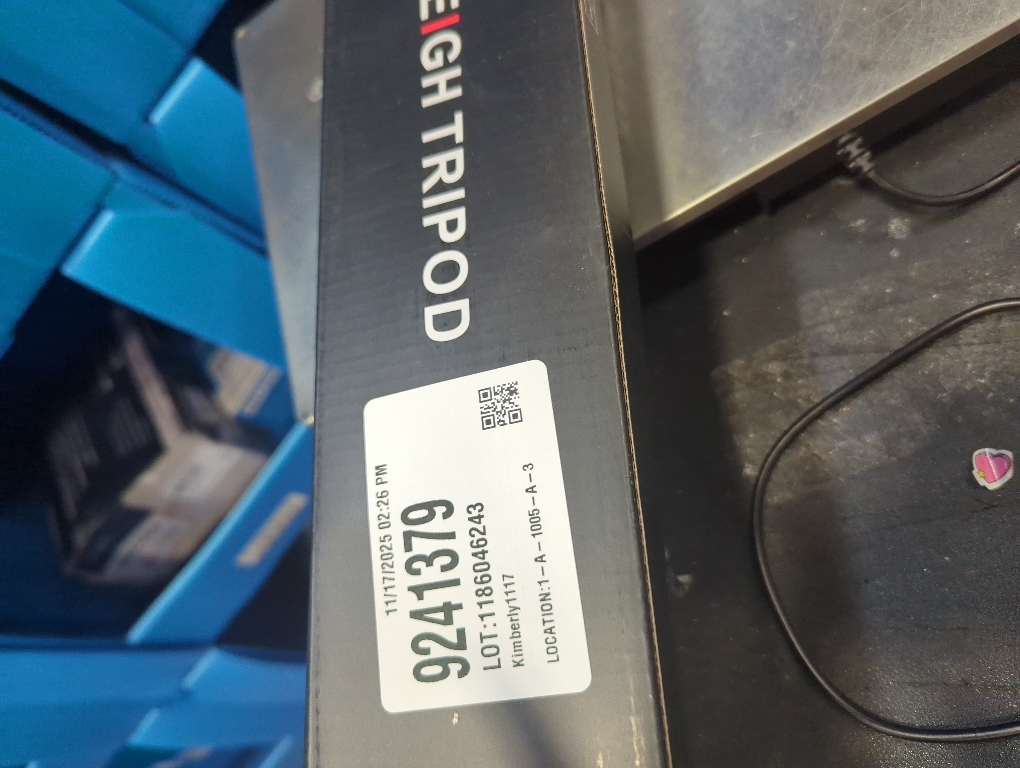 EIGH TRIPOD
11/17/2025 02:26 PM
9241379
LOT:1186046243
Kimberly1117
LOCATION:1-A-1005-A-3